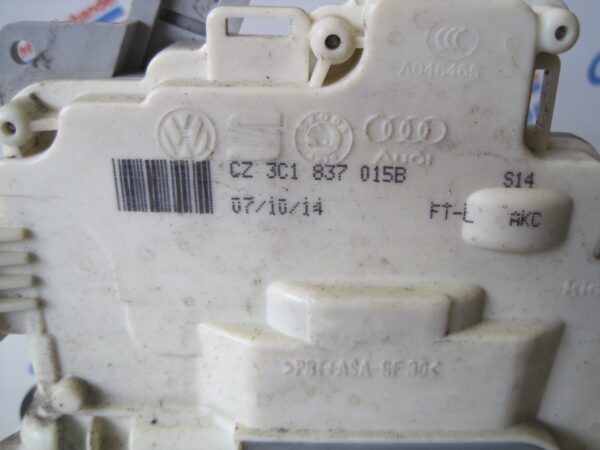 A046465
Audi
CZ 3C1 837 015B
S14
07/10/14
FT-L AKC
>PBT+ASA-GF30<